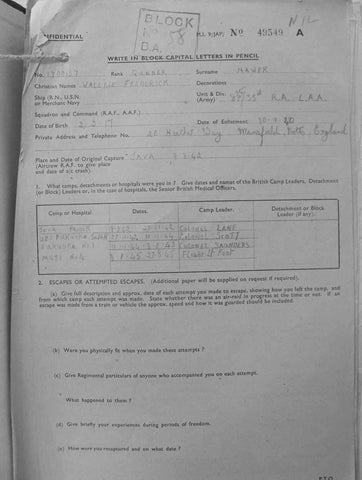 CONFIDENTIAL
BLOCK
No 58
B.A.
M.I. 9/JAP/ No 49549 A
NIL
WRITE IN BLOCK CAPITAL LETTERS IN PENCIL
No. Rank GUNNER Surname
Christian Names FREDERICK Decorations
Ship (R.N., U.S.N. or Merchant Navy
Unit & Div: (Army) R.A. L.A.A.
Squadron and Command (R.A.F., A.A.F.)
Date of Birth Date of Enlistment
Private Address and Telephone No. Way, Mansfield, Notts, England
Place and Date of Original Capture JAVA 8.3.42
(Aircrew R.A.F. to give place
and date of a/c crash).
1. What camps, detachments or hospitals were you in? Give dates and names of the British Camp Leaders, Detachment
(or Block) Leaders or, in case of the hospitals, the Senior British Medical Officers.
Camp or Hospital. Dates. Camp Leader. Detachment or Block Leader (if any).
COLONEL LANE
COLONEL SCOTT
COLONEL SAUNDERS
Flight Lt
2. ESCAPES OR ATTEMPTED ESCAPES. (Additional paper will be supplied on request if required).
(a) Give full description and approx. date of each attempt you made to escape, showing how you left the camp, and
from which camp each attempt was made. State whether there was an air-raid in progress at the time or not. If an
escape was made from a train or vehicle the approx. speed and how it was guarded should be included.
(b) Were you physically fit when you made these attempts?
(c) Give Regimental particulars of anyone who accompanied you on each attempt.
What happened to them?
(d) Give briefly your experiences during periods of freedom.
(e) How were you recaptured and on what date?
P.T.O.